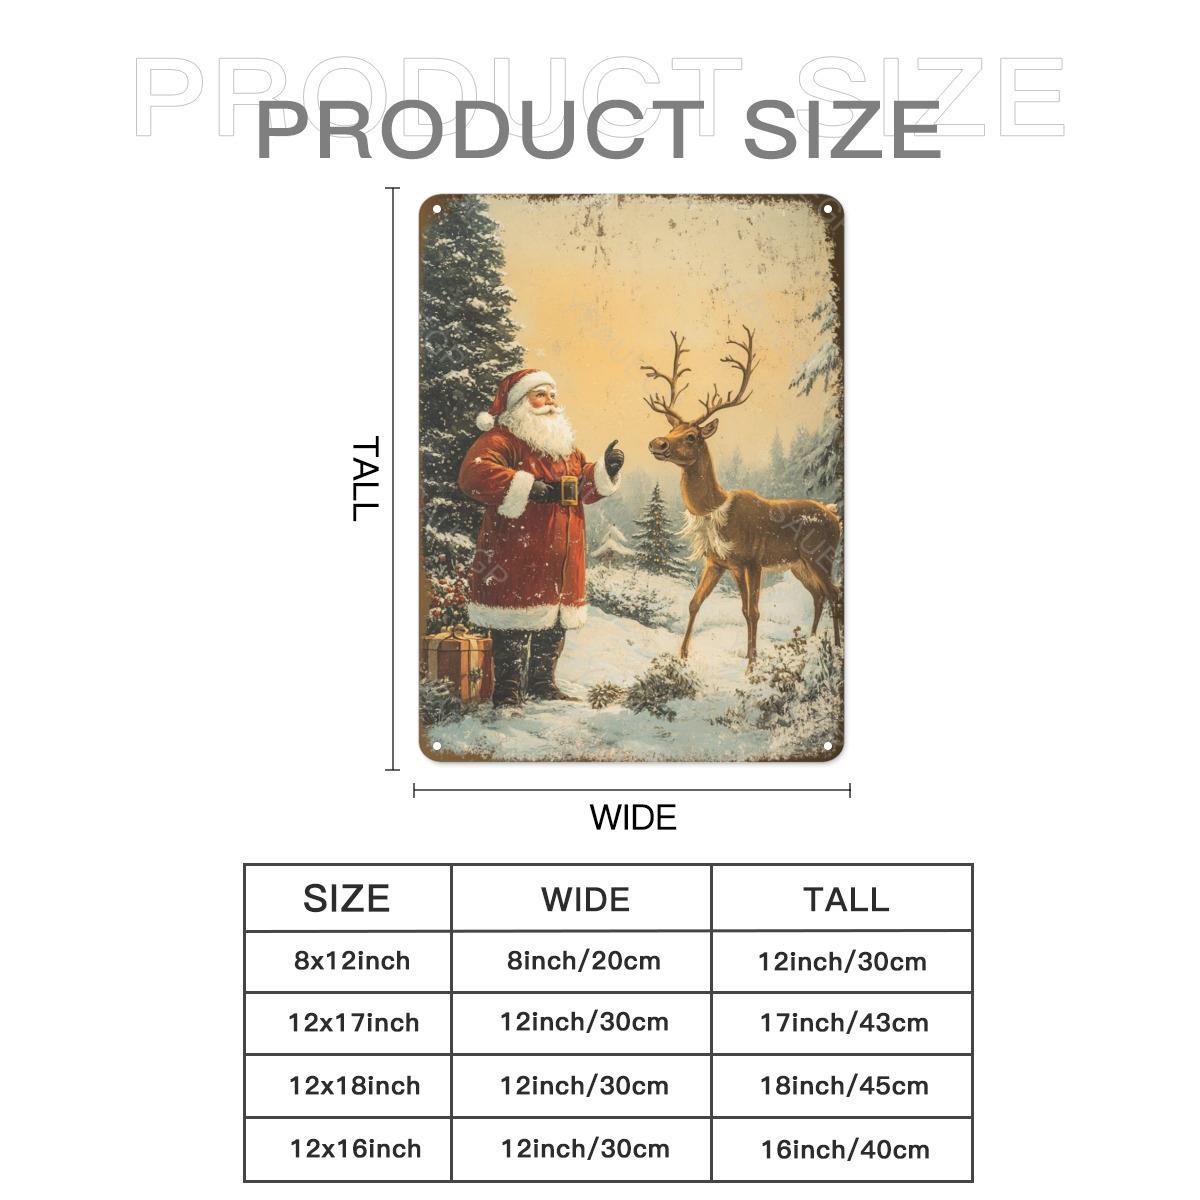 PRODUCT SIZE
PRODUCT SIZE
TALL
WIDE
SIZE WIDE TALL
8x12inch 8inch/20cm 12inch/30cm
12x17inch 12inch/30cm 17inch/43cm
12x18inch 12inch/30cm 18inch/45cm
12x16inch 12inch/30cm 16inch/40cm